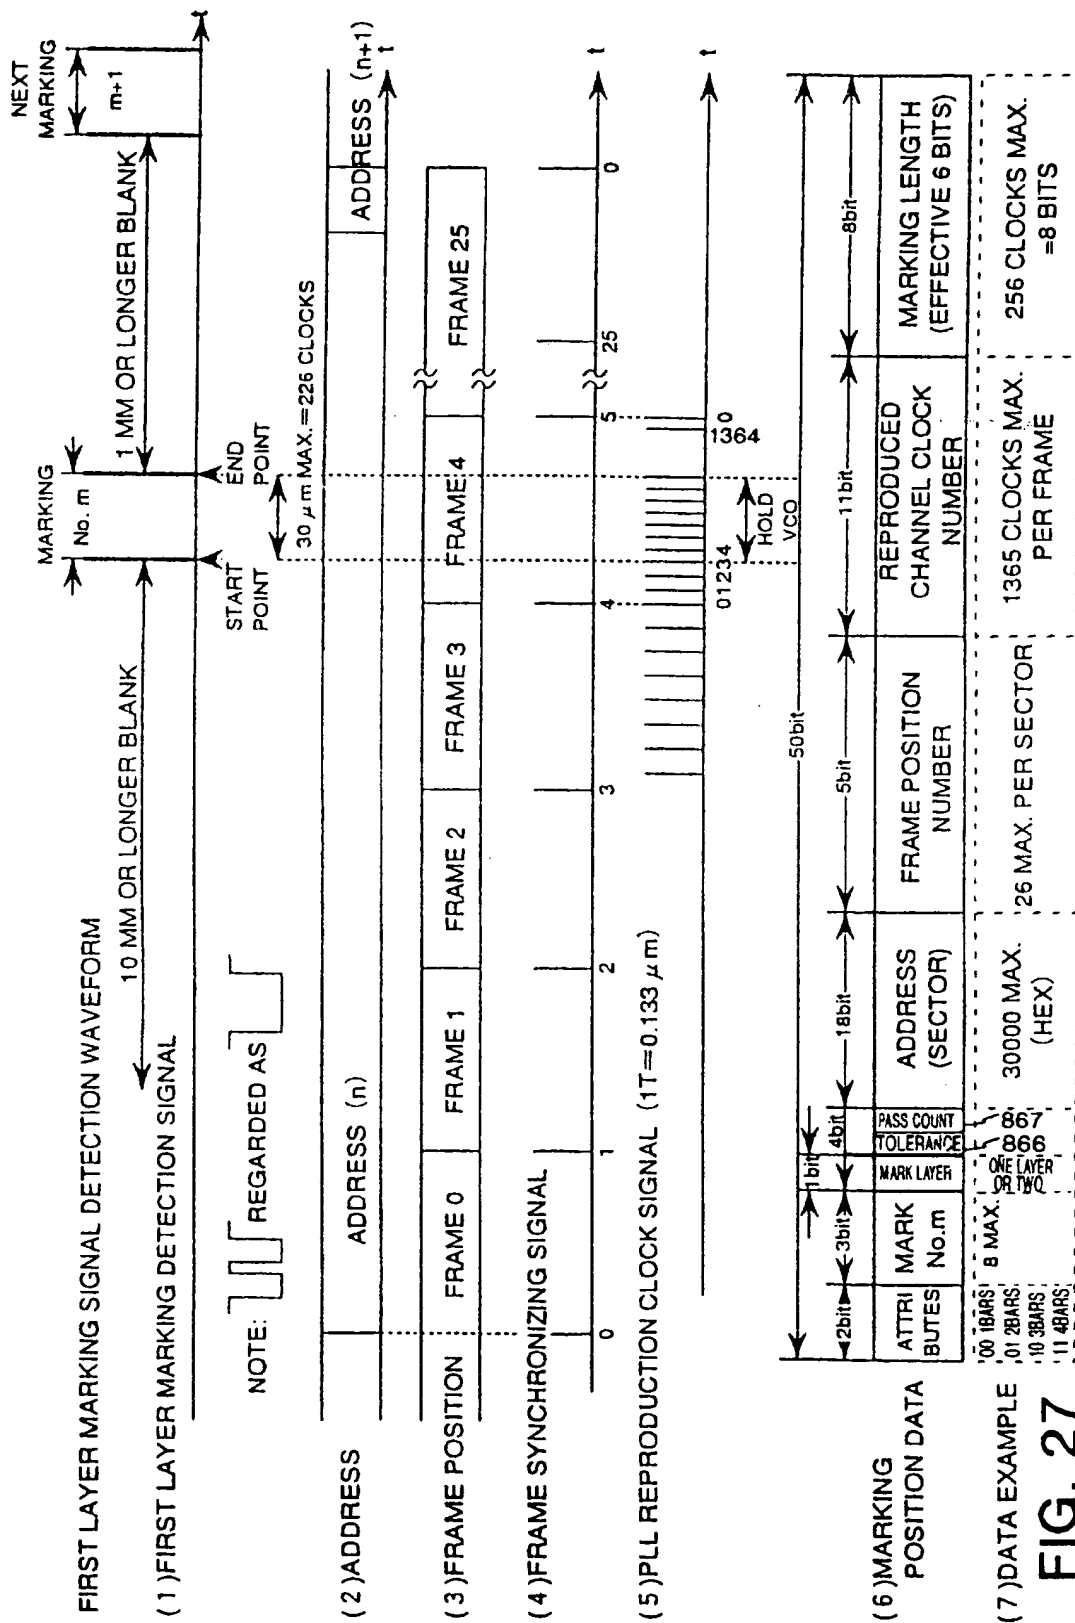 FIRST LAYER MARKING SIGNAL DETECTION WAVEFORM
MARKING
No. m
NEXT
MARKING
m+1
10 MM OR LONGER BLANK
1 MM OR LONGER BLANK
(1)FIRST LAYER MARKING DETECTION SIGNAL
t
START
POINT
END
POINT
NOTE:
REGARDED AS
30 μm MAX.=226 CLOCKS
(2)ADDRESS
ADDRESS (n)
ADDRESS (n+1)
t
(3)FRAME POSITION
FRAME 0
FRAME 1
FRAME 2
FRAME 3
FRAME 4
FRAME 25
(4)FRAME SYNCHRONIZING SIGNAL
0
1
2
3
4
5
25
0
t
(5)PLL REPRODUCTION CLOCK SIGNAL (1T=0.133 μm)
01234
1364
0
t
HOLD
VCO
50bit
2bit
3bit
1bit
4bit
18bit
5bit
11bit
8bit
(6)MARKING
POSITION DATA
ATTRI
BUTES
MARK
No.m
MARK LAYER
TOLERANCE
PASS COUNT
ADDRESS
(SECTOR)
FRAME POSITION
NUMBER
REPRODUCED
CHANNEL CLOCK
NUMBER
MARKING LENGTH
(EFFECTIVE 6 BITS)
(7)DATA EXAMPLE
00 1BARS
01 2BARS
10 3BARS
11 4BARS
8 MAX.
ONE LAYER
OR TWO
866
867
30000 MAX.
(HEX)
26 MAX. PER SECTOR
1365 CLOCKS MAX.
PER FRAME
256 CLOCKS MAX.
=8 BITS
FIG. 27